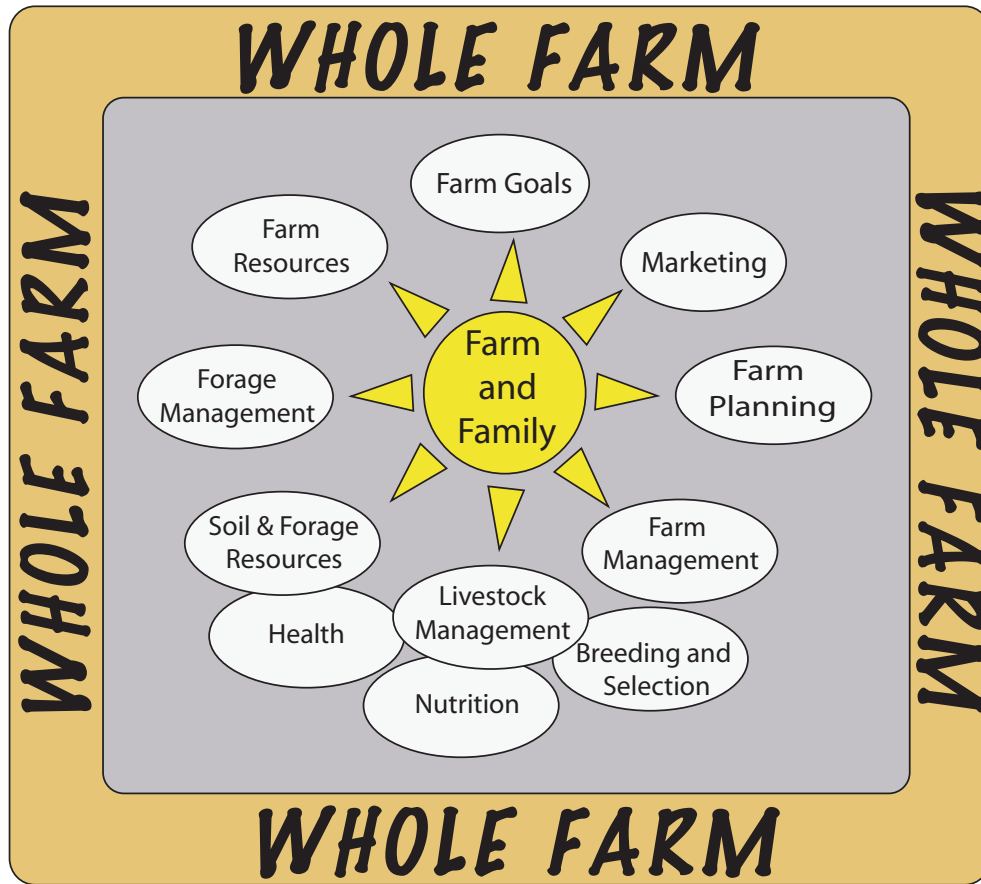 WHOLE FARM
WHOLE FARM
WHOLE FARM
Farm Goals
Farm
Resources
Marketing
Farm
and
Family
Forage
Management
Farm
Planning
Soil & Forage
Resources
Farm
Management
Livestock
Management
Health
Breeding and
Selection
Nutrition
WHOLE FARM